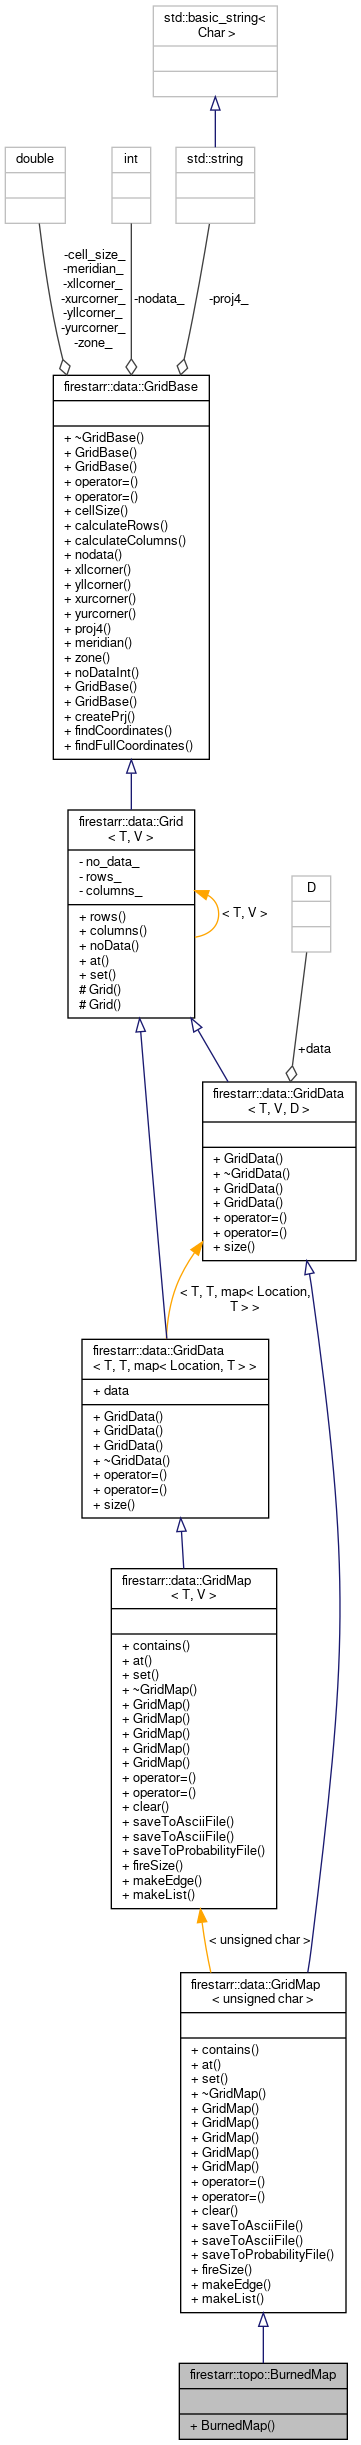 std::basic_string<
Char >
double
int
std::string
-cell_size_
-meridian_
-xllcorner_
-xurcorner_
-yllcorner_
-yurcorner_
-zone_
-nodata_
-proj4_
firestarr::data::GridBase
+ ~GridBase()
+ GridBase()
+ GridBase()
+ operator=()
+ operator=()
+ cellSize()
+ calculateRows()
+ calculateColumns()
+ nodata()
+ xllcorner()
+ yllcorner()
+ xurcorner()
+ yurcorner()
+ proj4()
+ meridian()
+ zone()
+ noDataInt()
+ GridBase()
+ GridBase()
+ createPrj()
+ findCoordinates()
+ findFullCoordinates()
firestarr::data::Grid
< T, V >
- no_data_
- rows_
- columns_
+ rows()
+ columns()
+ noData()
+ at()
+ set()
# Grid()
# Grid()
< T, V >
D
+data
firestarr::data::GridData
< T, V, D >
+ GridData()
+ ~GridData()
+ GridData()
+ GridData()
+ operator=()
+ operator=()
+ size()
< T, T, map< Location,
T > >
firestarr::data::GridData
< T, T, map< Location, T > >
+ data
+ GridData()
+ GridData()
+ GridData()
+ ~GridData()
+ operator=()
+ operator=()
+ size()
firestarr::data::GridMap
< T, V >
+ contains()
+ at()
+ set()
+ ~GridMap()
+ GridMap()
+ GridMap()
+ GridMap()
+ GridMap()
+ GridMap()
+ operator=()
+ operator=()
+ clear()
+ saveToAsciiFile()
+ saveToAsciiFile()
+ saveToProbabilityFile()
+ fireSize()
+ makeEdge()
+ makeList()
< unsigned char >
firestarr::data::GridMap
< unsigned char >
+ contains()
+ at()
+ set()
+ ~GridMap()
+ GridMap()
+ GridMap()
+ GridMap()
+ GridMap()
+ GridMap()
+ operator=()
+ operator=()
+ clear()
+ saveToAsciiFile()
+ saveToAsciiFile()
+ saveToProbabilityFile()
+ fireSize()
+ makeEdge()
+ makeList()
firestarr::topo::BurnedMap
+ BurnedMap()